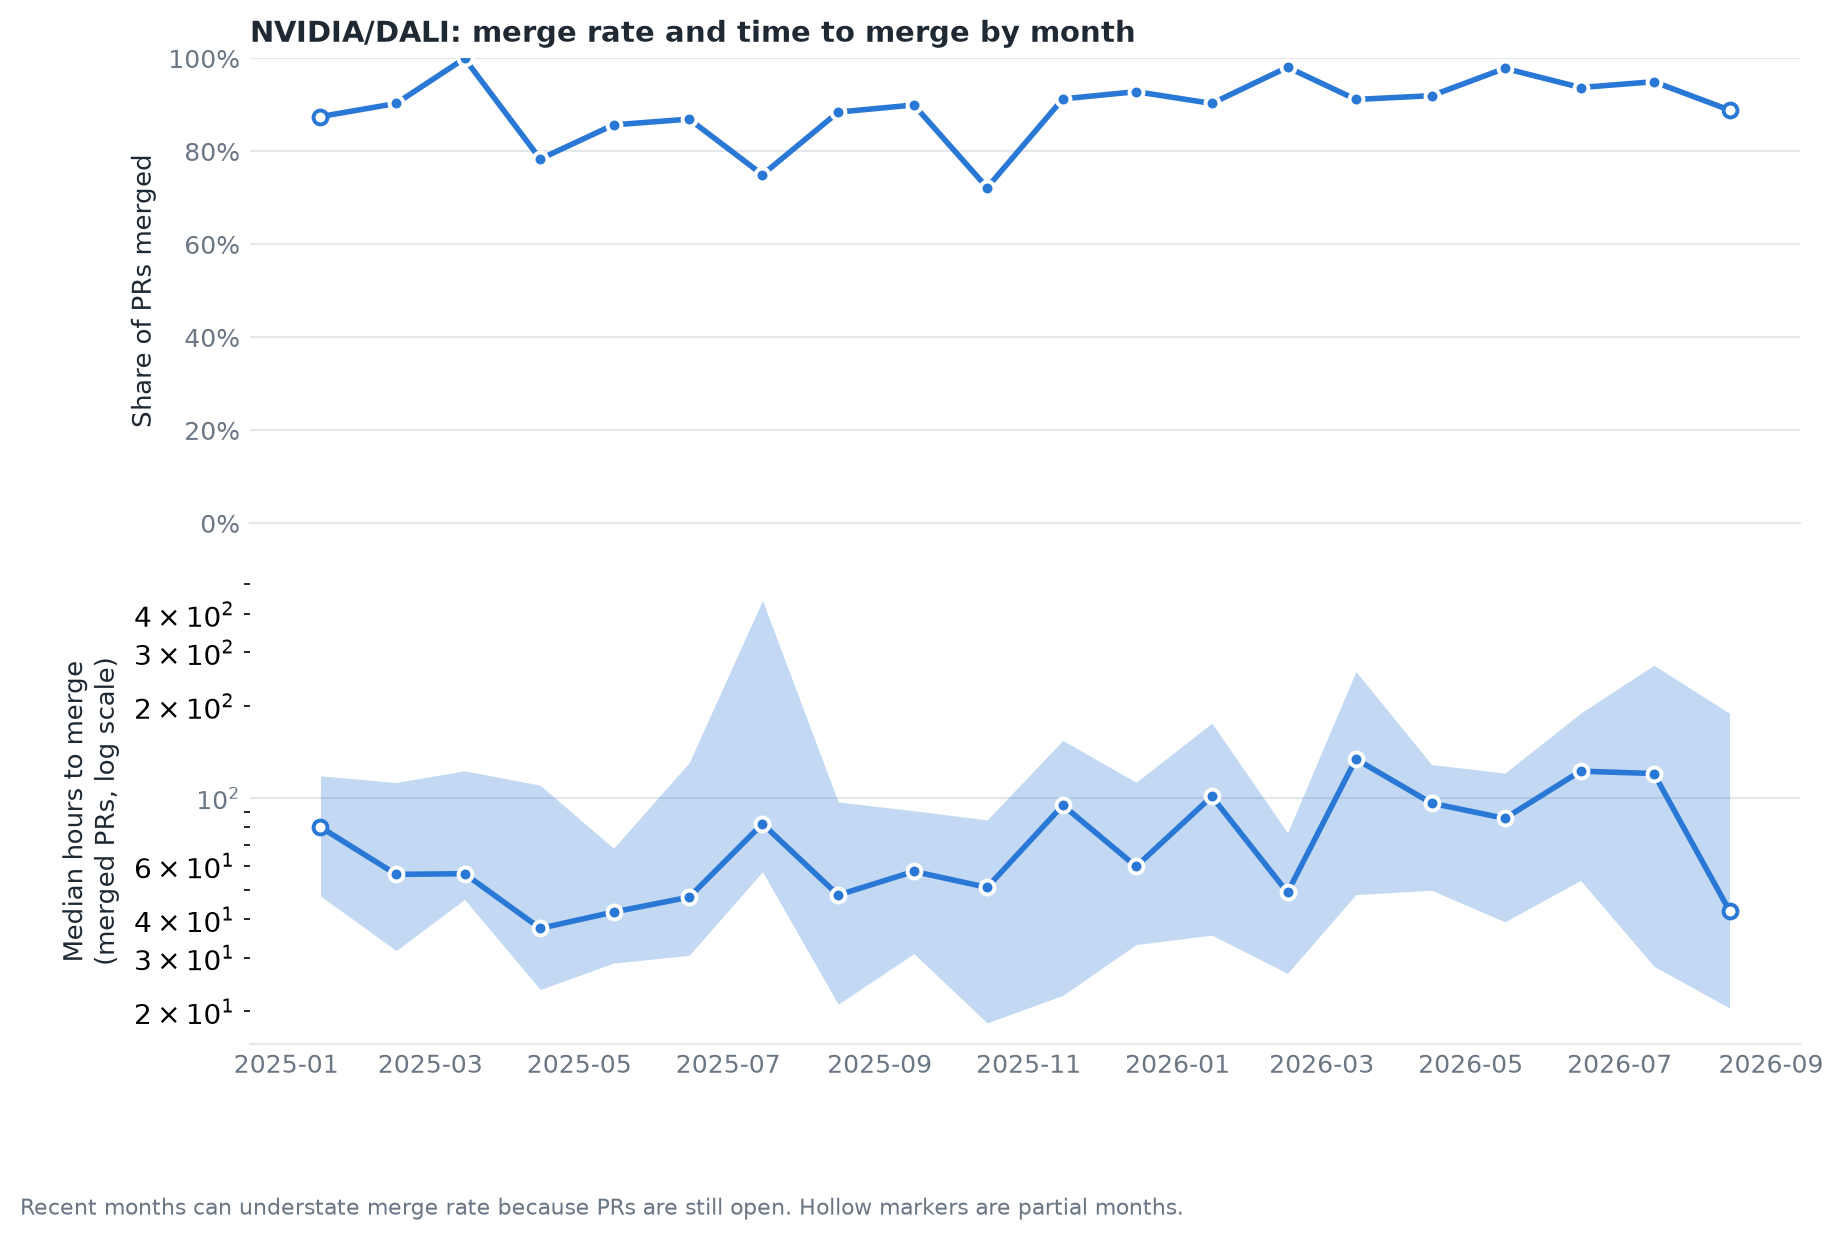 NVIDIA/DALI: merge rate and time to merge by month
100%
80%
60%
40%
20%
0%
Share of PRs merged
4 × 10²
3 × 10²
2 × 10²
10²
6 × 10¹
4 × 10¹
3 × 10¹
2 × 10¹
Median hours to merge
(merged PRs, log scale)
2025-01 2025-03 2025-05 2025-07 2025-09 2025-11 2026-01 2026-03 2026-05 2026-07 2026-09
Recent months can understate merge rate because PRs are still open. Hollow markers are partial months.